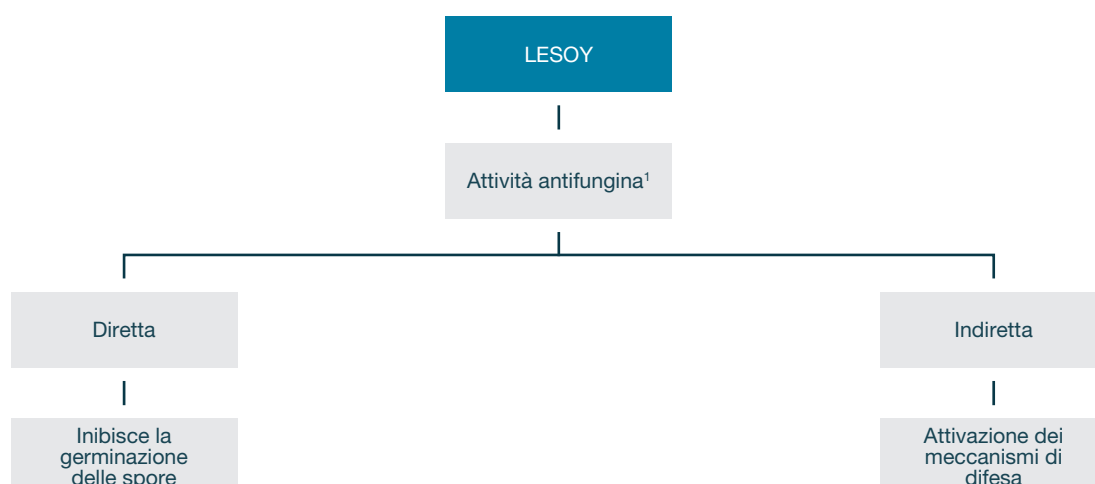 LESOY
Attività antifungina¹
Diretta
Indiretta
Inibisce la
germinazione
delle spore
Attivazione dei
meccanismi di
difesa